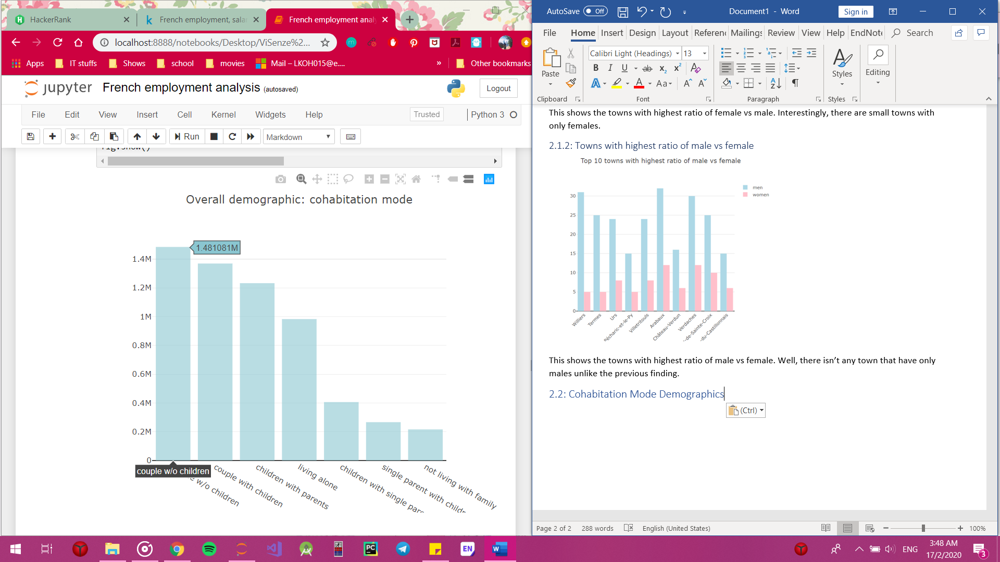 HackerRank
French employment, sala
French employment anal
localhost:8888/notebooks/Desktop/ViSenze%2...
Apps
IT stuffs
Shows
school
movies
Mail – LKOH015@e....
»
Other bookmarks
jupyter
French employment analysis (autosaved)
Logout
File Edit View Insert Cell Kernel Widgets Help
Trusted
Python 3
Run
Markdown
fig.show()
Overall demographic: cohabitation mode
1.481081M
1.4M
1.2M
1M
0.8M
0.6M
0.4M
0.2M
0
couple w/o children
e w/o children
couple with children
children with parents
living alone
children with single pare
single parent with childr
not living with family
AutoSave Off
Document1 - Word
Sign in
File Home Insert Design Layout Referenc Mailings Review View Help EndNote Search
Paste
Clipboard
Calibri Light (Headings) 13
B I U ab x₂ x² A
A A Aa A A
Font
Paragraph
Styles
Styles
Editing
This shows the towns with highest ratio of female vs male. Interestingly, there are small towns with
only females.
2.1.2: Towns with highest ratio of male vs female
Top 10 towns with highest ratio of male vs female
men
women
30
25
20
15
10
5
0
Williers
Termes
Urs
Pécharic-et-le-Py
Villetritouls
Arabaux
Château-Verdun
Verdaches
-de-Sainte-Croix
-du-Castillonnais
This shows the towns with highest ratio of male vs female. Well, there isn’t any town that have only
males unlike the previous finding.
2.2: Cohabitation Mode Demographics
(Ctrl)
Page 2 of 2
288 words
English (United States)
100%
PC
EN
W
ENG
3:48 AM
17/2/2020
3